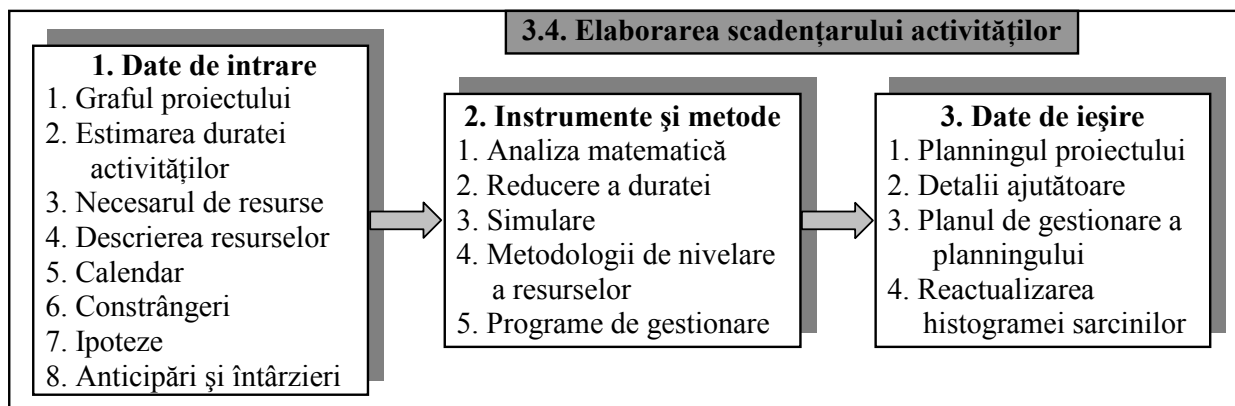 3.4. Elaborarea scadențarului activităților
1. Date de intrare
1. Graful proiectului
2. Estimarea duratei
activităților
3. Necesarul de resurse
4. Descrierea resurselor
5. Calendar
6. Constrângeri
7. Ipoteze
8. Anticipări şi întârzieri
2. Instrumente şi metode
1. Analiza matematică
2. Reducere a duratei
3. Simulare
4. Metodologii de nivelare
a resurselor
5. Programe de gestionare
3. Date de ieşire
1. Planningul proiectului
2. Detalii ajutătoare
3. Planul de gestionare a
planningului
4. Reactualizarea
histogramei sarcinilor